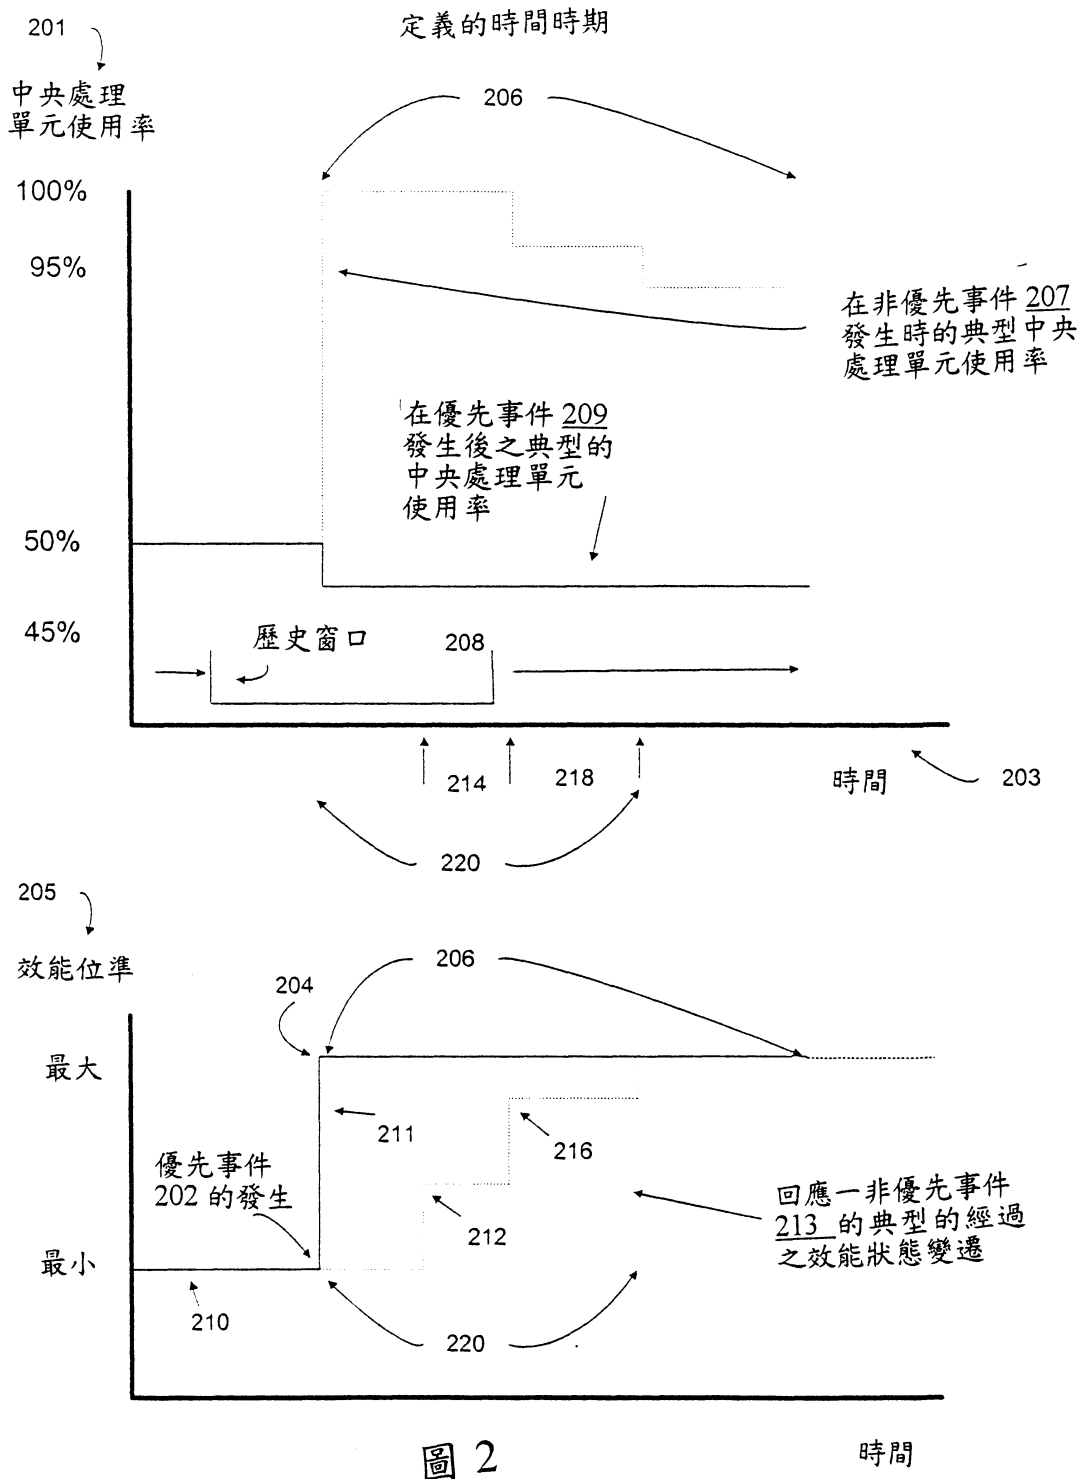 定義的時間時期
201
中央處理
單元使用率
206
100%
95%
在非優先事件 207
發生時的典型中央
處理單元使用率
在優先事件 209
發生後之典型的
中央處理單元
使用率
50%
45%
歷史窗口
208
214
218
時間
203
220
205
效能位準
206
204
最大
211
216
優先事件
202 的發生
212
回應一非優先事件
213 的典型的經過
之效能狀態變遷
最小
210
220
圖 2
時間